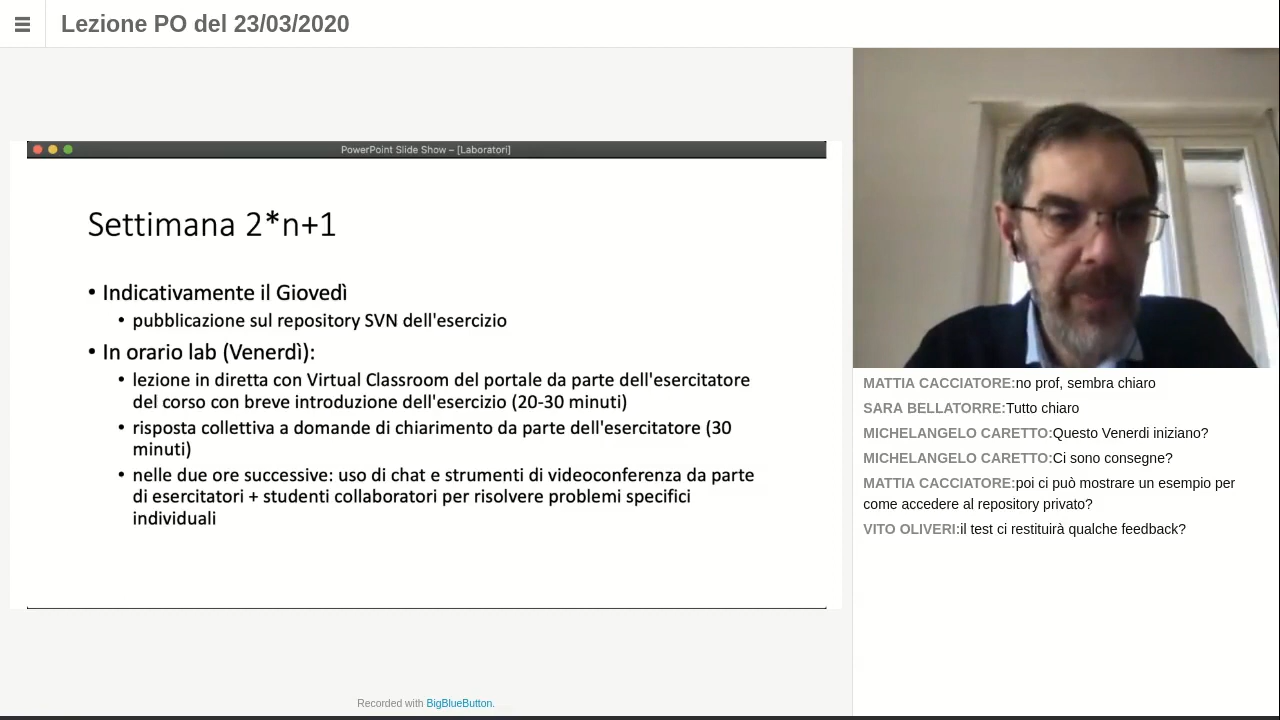 Lezione PO del 23/03/2020
PowerPoint Slide Show – [Laboratori]
Settimana 2*n+1
• Indicativamente il Giovedì
• pubblicazione sul repository SVN dell'esercizio
• In orario lab (Venerdì):
• lezione in diretta con Virtual Classroom del portale da parte dell'esercitatore
del corso con breve introduzione dell'esercizio (20-30 minuti)
• risposta collettiva a domande di chiarimento da parte dell'esercitatore (30
minuti)
• nelle due ore successive: uso di chat e strumenti di videoconferenza da parte
di esercitatori + studenti collaboratori per risolvere problemi specifici
individuali
MATTIA CACCIATORE:no prof, sembra chiaro
SARA BELLATORRE:Tutto chiaro
MICHELANGELO CARETTO:Questo Venerdi iniziano?
MICHELANGELO CARETTO:Ci sono consegne?
MATTIA CACCIATORE:poi ci può mostrare un esempio per
come accedere al repository privato?
VITO OLIVERI:il test ci restituirà qualche feedback?
Recorded with BigBlueButton.